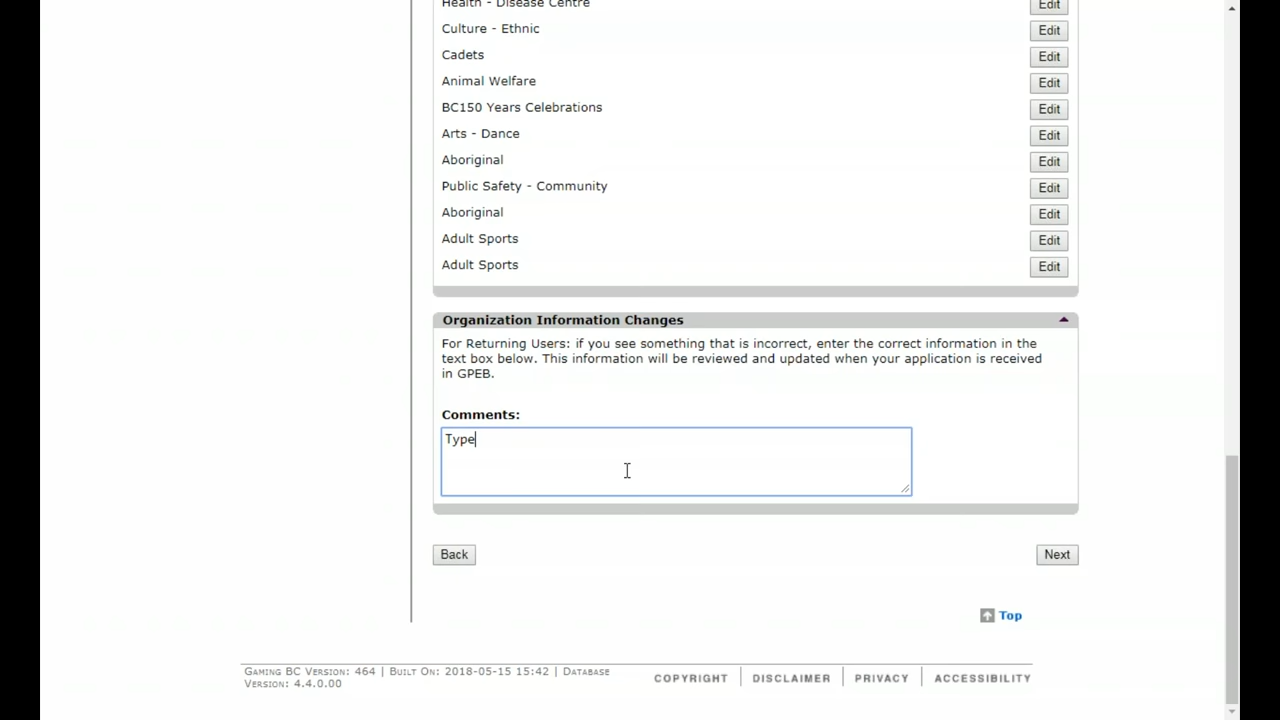 Health - Disease Centre Edit
Culture - Ethnic Edit
Cadets Edit
Animal Welfare Edit
BC150 Years Celebrations Edit
Arts - Dance Edit
Aboriginal Edit
Public Safety - Community Edit
Aboriginal Edit
Adult Sports Edit
Adult Sports Edit
Organization Information Changes
For Returning Users: if you see something that is incorrect, enter the correct information in the
text box below. This information will be reviewed and updated when your application is received
in GPEB.
Comments:
Type
Back Next
Top
Gaming BC Version: 464 | Built On: 2018-05-15 15:42 | Database
Version: 4.4.0.00
COPYRIGHT | DISCLAIMER | PRIVACY | ACCESSIBILITY